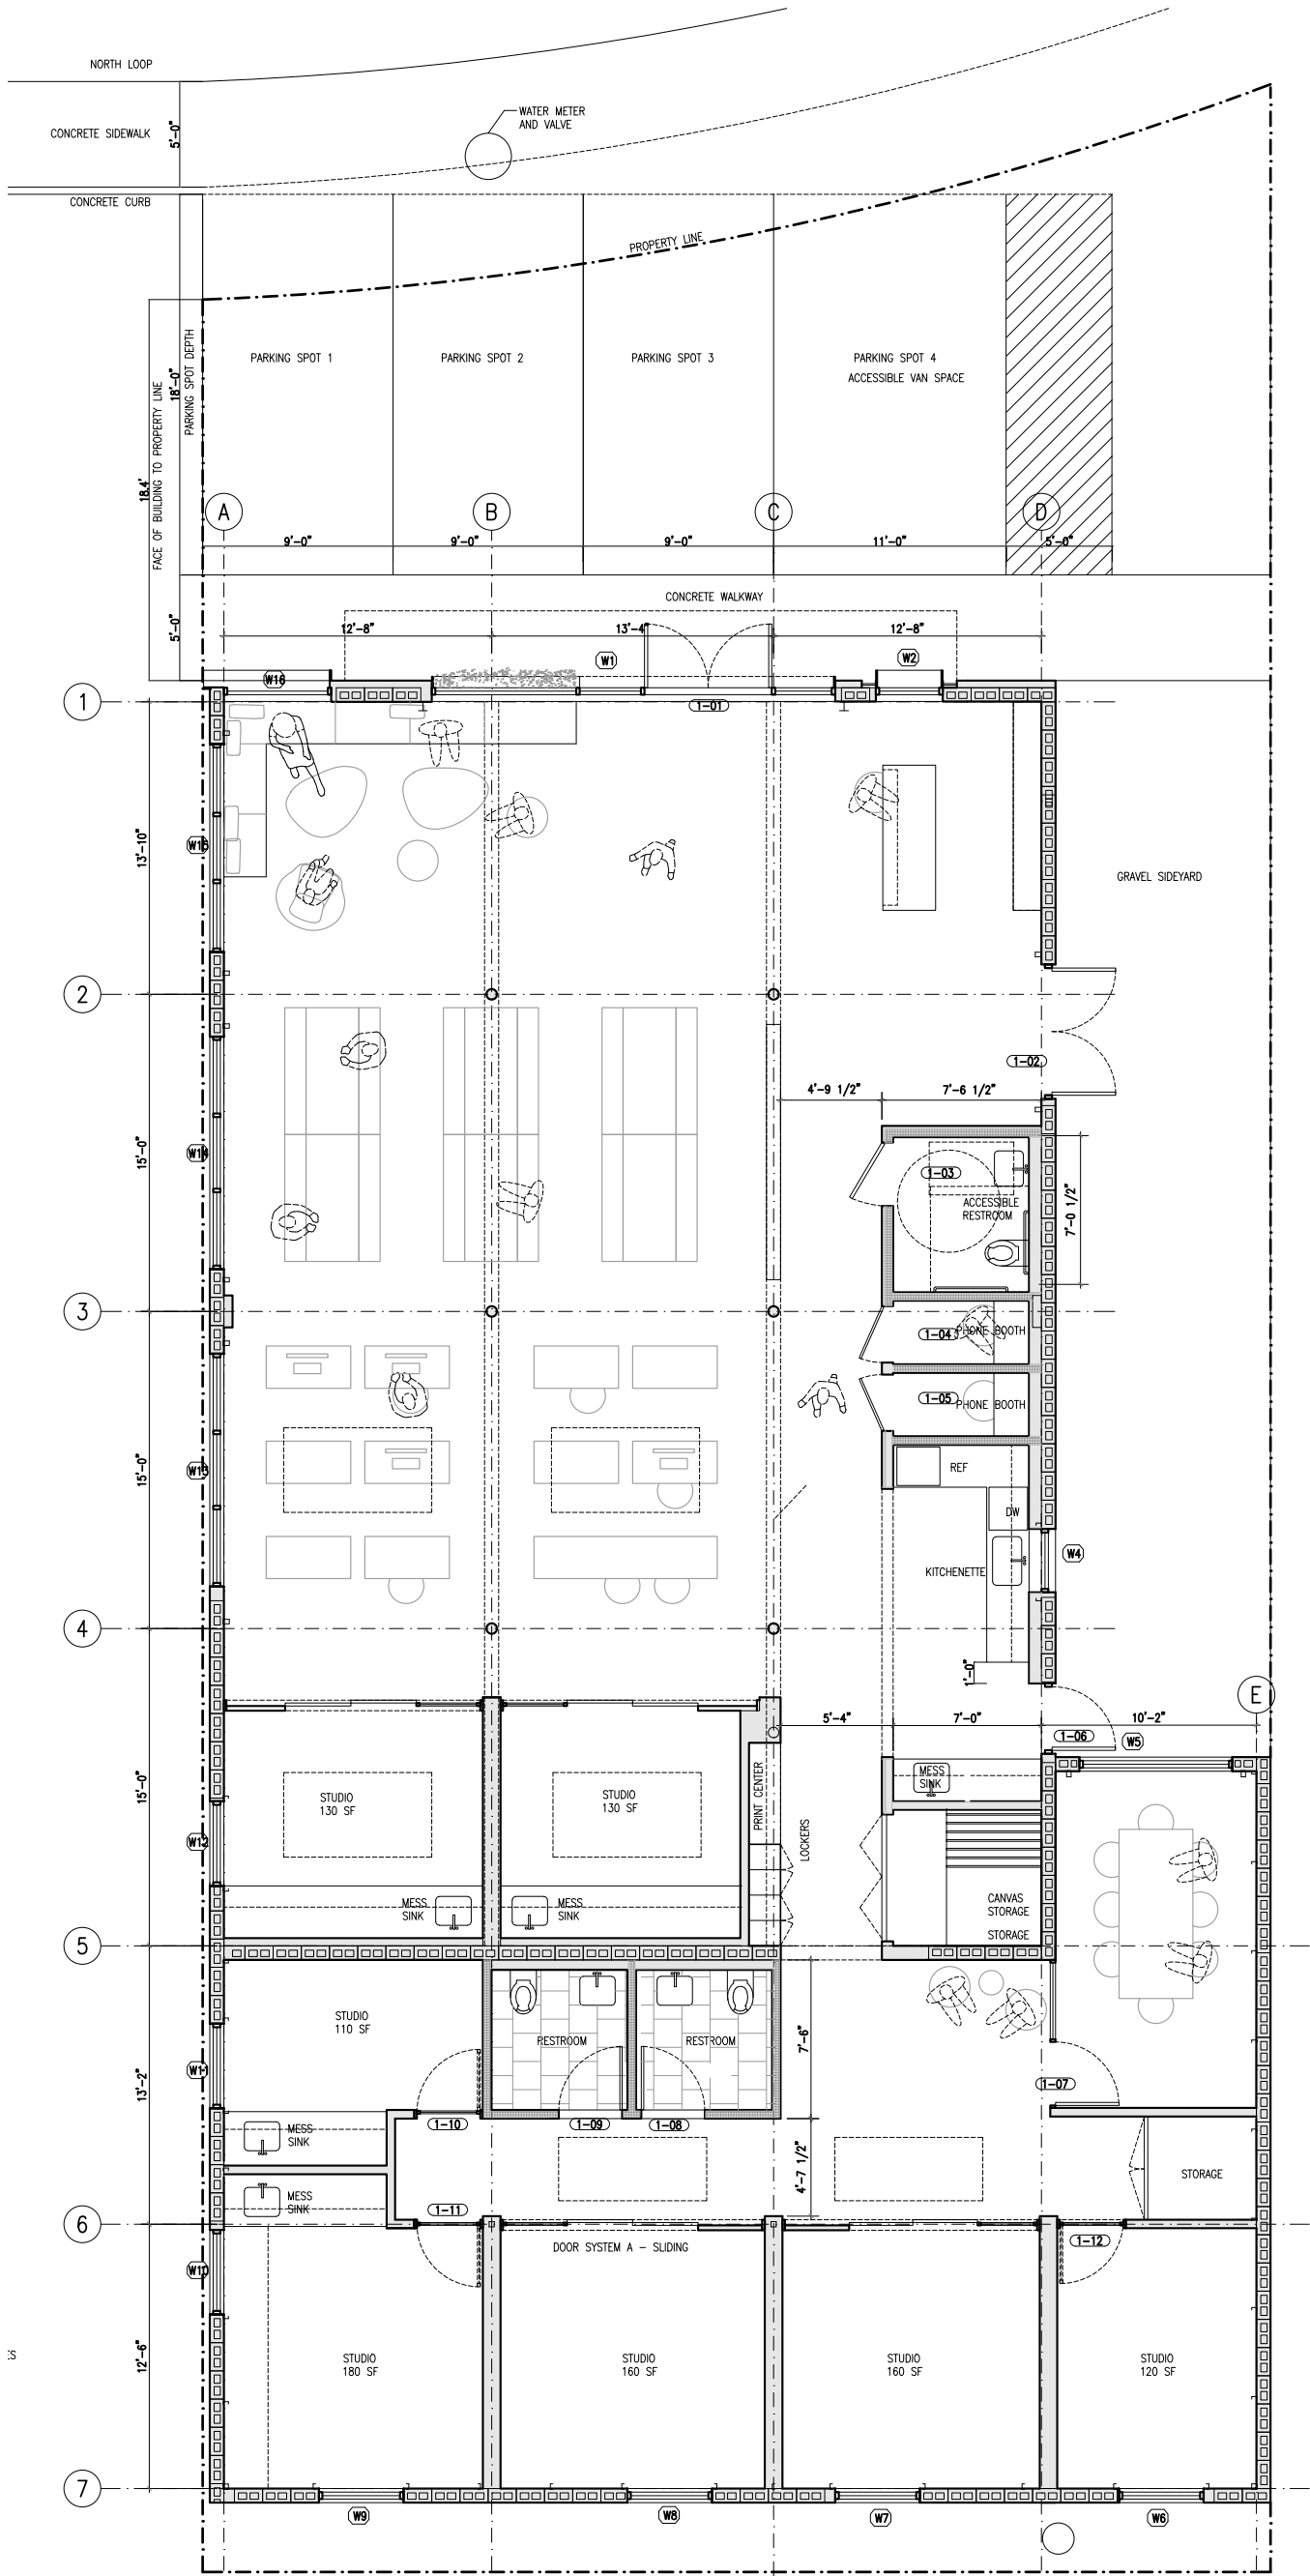 NORTH LOOP
WATER METER
AND VALVE
CONCRETE SIDEWALK
5'-0"
CONCRETE CURB
PROPERTY LINE
PARKING SPOT 1
PARKING SPOT 2
PARKING SPOT 3
PARKING SPOT 4
ACCESSIBLE VAN SPACE
PARKING SPOT DEPTH
18'-0"
FACE OF BUILDING TO PROPERTY LINE
18.4'
A
B
C
D
9'-0"
9'-0"
9'-0"
11'-0"
5'-0"
CONCRETE WALKWAY
5'-0"
12'-8"
13'-4"
12'-8"
W16
W1
W2
1
1-01
13'-10"
W15
GRAVEL SIDEYARD
2
1-02
4'-9 1/2"
7'-6 1/2"
15'-0"
W14
1-03
ACCESSIBLE
RESTROOM
7'-0 1/2"
3
1-04
PHONE BOOTH
1-05
PHONE BOOTH
15'-0"
W13
REF
DW
W4
KITCHENETTE
4
1'-0"
E
5'-4"
7'-0"
10'-2"
1-06
W5
15'-0"
W12
STUDIO
130 SF
STUDIO
130 SF
PRINT CENTER
LOCKERS
MESS
SINK
MESS
SINK
MESS
SINK
CANVAS
STORAGE
STORAGE
5
STUDIO
110 SF
RESTROOM
RESTROOM
7'-6"
13'-2"
W11
1-07
1-10
1-09
1-08
MESS
SINK
4'-7 1/2"
STORAGE
MESS
SINK
1-11
6
DOOR SYSTEM A - SLIDING
1-12
W10
12'-6"
STUDIO
180 SF
STUDIO
160 SF
STUDIO
160 SF
STUDIO
120 SF
7
W9
W8
W7
W6